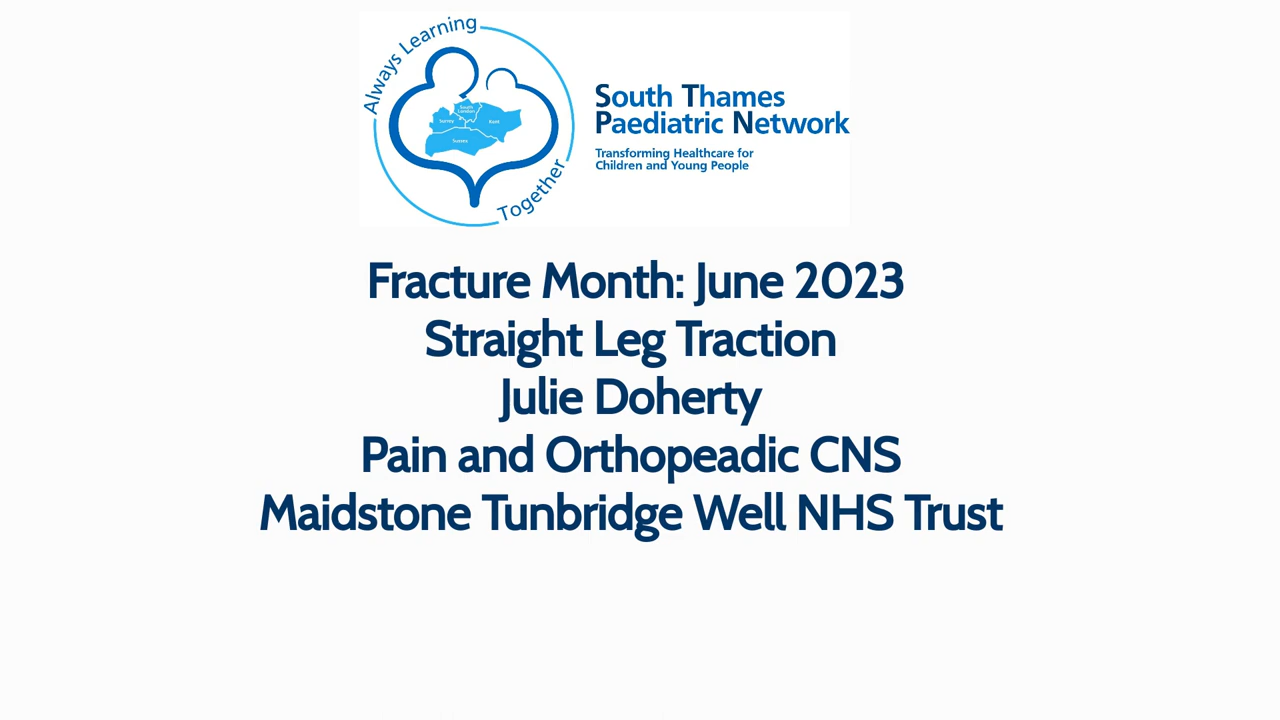 Always Learning
South Thames
Paediatric Network
Transforming Healthcare for
Children and Young People
South
London
Surrey
Kent
Sussex
Together
Fracture Month: June 2023
Straight Leg Traction
Julie Doherty
Pain and Orthopeadic CNS
Maidstone Tunbridge Well NHS Trust